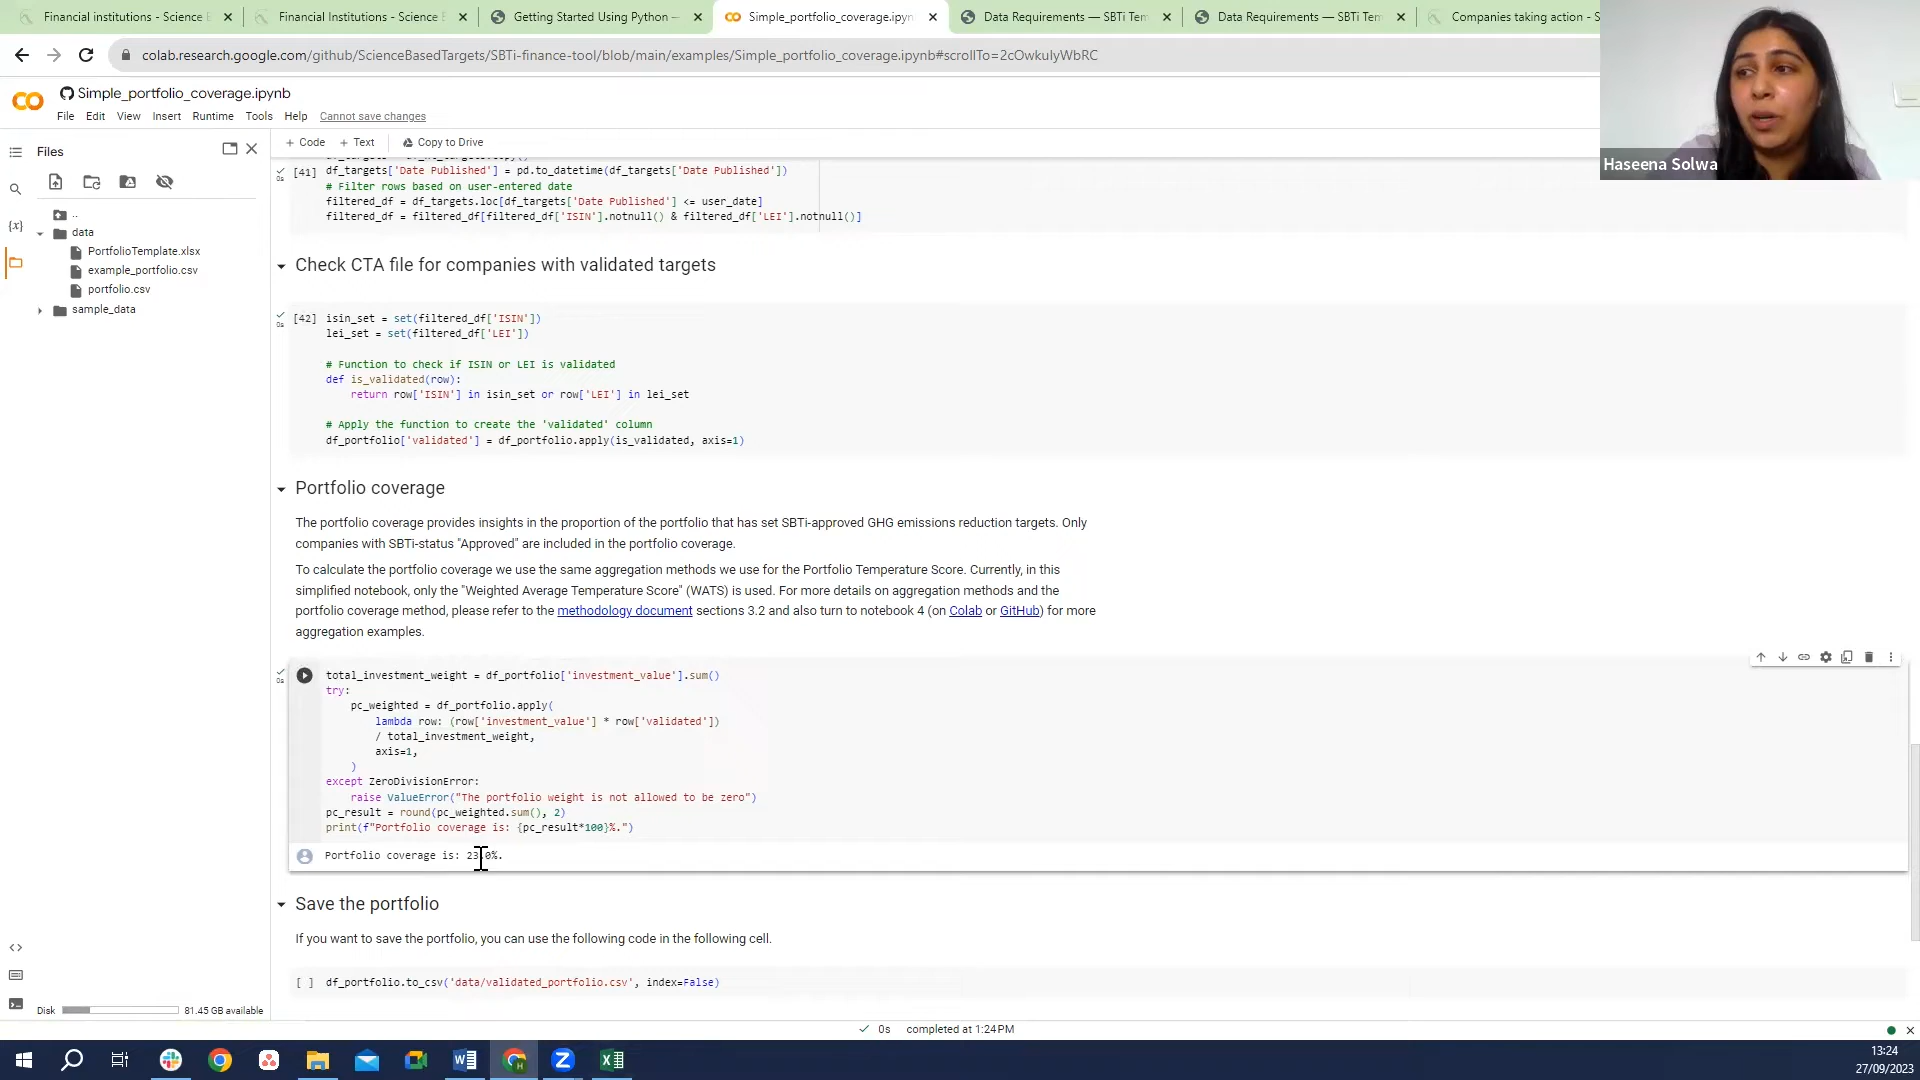 Financial institutions - Science B
Financial Institutions - Science B
Getting Started Using Python —
Simple_portfolio_coverage.ipyn
Data Requirements — SBTi Tem
Data Requirements — SBTi Tem
Companies taking action - S
colab.research.google.com/github/ScienceBasedTargets/SBTi-finance-tool/blob/main/examples/Simple_portfolio_coverage.ipynb#scrollTo=2cOwkuIyWbRC
Haseena Solwa
CO
Simple_portfolio_coverage.ipynb
File Edit View Insert Runtime Tools Help Cannot save changes
+ Code + Text Copy to Drive
Files
..
data
PortfolioTemplate.xlsx
example_portfolio.csv
portfolio.csv
sample_data
{x}
Disk 81.45 GB available
[41] df_targets['Date Published'] = pd.to_datetime(df_targets['Date Published'])
# Filter rows based on user-entered date
filtered_df = df_targets.loc[df_targets['Date Published'] <= user_date]
filtered_df = filtered_df[filtered_df['ISIN'].notnull() & filtered_df['LEI'].notnull()]
0s
Check CTA file for companies with validated targets
[42] isin_set = set(filtered_df['ISIN'])
0s
lei_set = set(filtered_df['LEI'])
# Function to check if ISIN or LEI is validated
def is_validated(row):
return row['ISIN'] in isin_set or row['LEI'] in lei_set
# Apply the function to create the 'validated' column
df_portfolio['validated'] = df_portfolio.apply(is_validated, axis=1)
Portfolio coverage
The portfolio coverage provides insights in the proportion of the portfolio that has set SBTi-approved GHG emissions reduction targets. Only
companies with SBTi-status "Approved" are included in the portfolio coverage.
To calculate the portfolio coverage we use the same aggregation methods we use for the Portfolio Temperature Score. Currently, in this
simplified notebook, only the "Weighted Average Temperature Score" (WATS) is used. For more details on aggregation methods and the
portfolio coverage method, please refer to the methodology document sections 3.2 and also turn to notebook 4 (on Colab or GitHub) for more
aggregation examples.
0s
total_investment_weight = df_portfolio['investment_value'].sum()
try:
pc_weighted = df_portfolio.apply(
lambda row: (row['investment_value'] * row['validated'])
/ total_investment_weight,
axis=1,
)
except ZeroDivisionError:
raise ValueError("The portfolio weight is not allowed to be zero")
pc_result = round(pc_weighted.sum(), 2)
print(f"Portfolio coverage is: {pc_result*100}%.")
Portfolio coverage is: 23.0%.
Save the portfolio
If you want to save the portfolio, you can use the following code in the following cell.
[ ] df_portfolio.to_csv('data/validated_portfolio.csv', index=False)
0s completed at 1:24 PM
13:24
27/09/2023